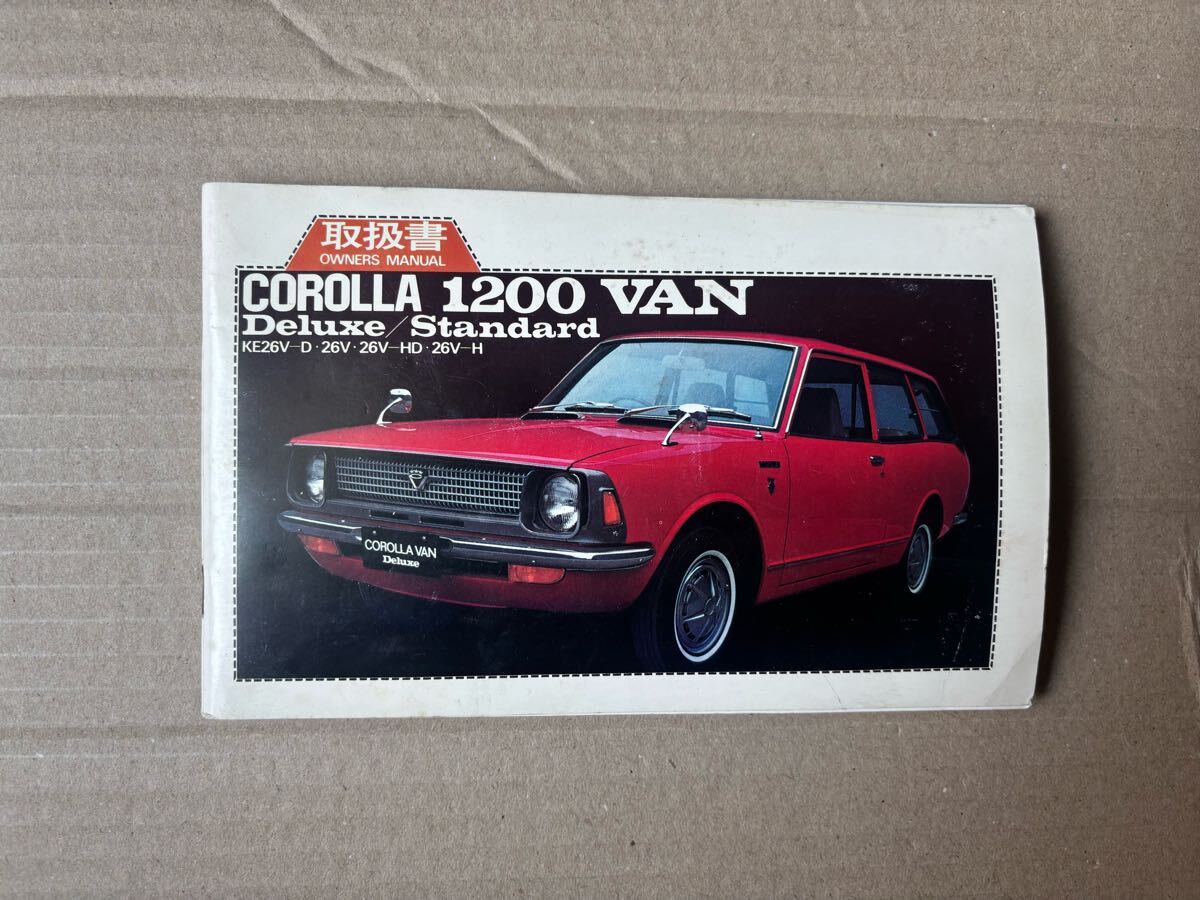 取扱書
OWNERS MANUAL
COROLLA 1200 VAN
Deluxe/Standard
KE26V-D・26V・26V-HD・26V-H
COROLLA VAN
Deluxe